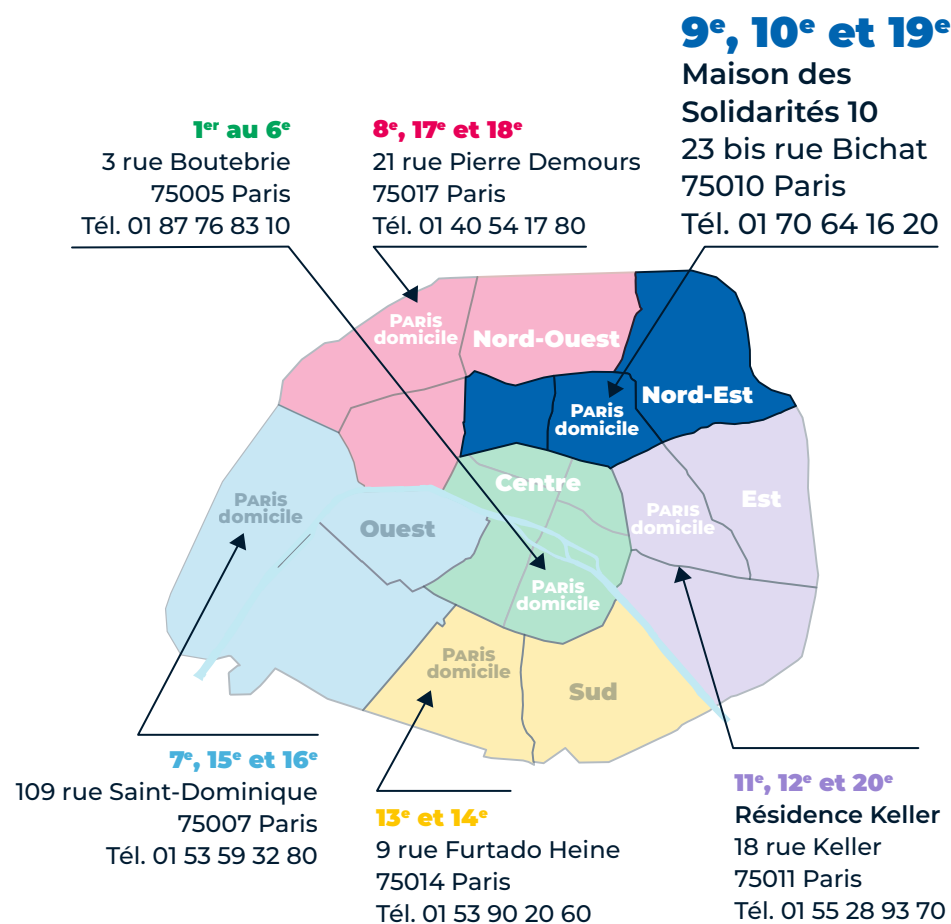 9e, 10e et 19e
Maison des
Solidarités 10
23 bis rue Bichat
75010 Paris
Tél. 01 70 64 16 20
1er au 6e
3 rue Boutebrie
75005 Paris
Tél. 01 87 76 83 10
8e, 17e et 18e
21 rue Pierre Demours
75017 Paris
Tél. 01 40 54 17 80
PARIS
domicile
Nord-Ouest
Nord-Est
PARIS
domicile
Centre
PARIS
domicile
Ouest
PARIS
domicile
Est
PARIS
domicile
PARIS
domicile
Sud
7e, 15e et 16e
109 rue Saint-Dominique
75007 Paris
Tél. 01 53 59 32 80
13e et 14e
9 rue Furtado Heine
75014 Paris
Tél. 01 53 90 20 60
11e, 12e et 20e
Résidence Keller
18 rue Keller
75011 Paris
Tél. 01 55 28 93 70